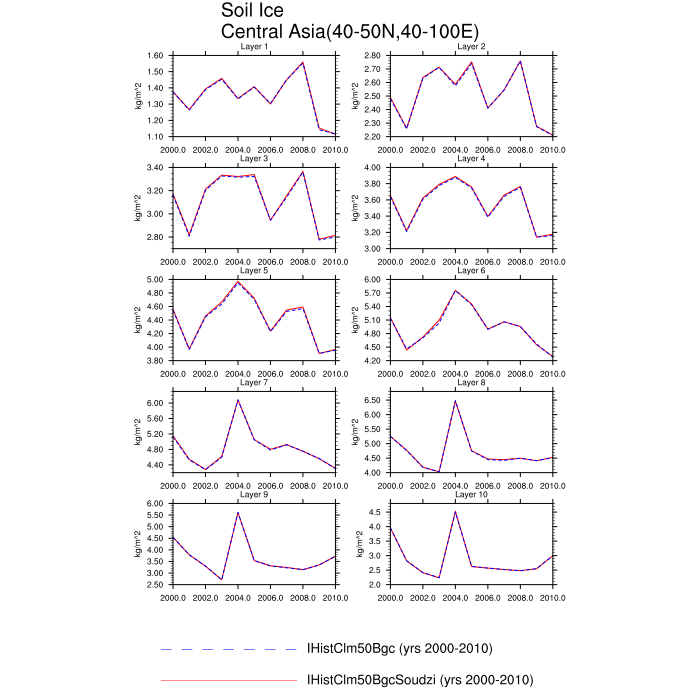 Soil Ice
Central Asia(40-50N,40-100E)
Layer 1
Layer 2
1.60
1.50
1.40
1.30
1.20
1.10
kg/m^2
2000.0 2002.0 2004.0 2006.0 2008.0 2010.0
2.80
2.70
2.60
2.50
2.40
2.30
2.20
kg/m^2
2000.0 2002.0 2004.0 2006.0 2008.0 2010.0
Layer 3
Layer 4
3.40
3.20
3.00
2.80
kg/m^2
2000.0 2002.0 2004.0 2006.0 2008.0 2010.0
4.00
3.80
3.60
3.40
3.20
3.00
kg/m^2
2000.0 2002.0 2004.0 2006.0 2008.0 2010.0
Layer 5
Layer 6
5.00
4.80
4.60
4.40
4.20
4.00
3.80
kg/m^2
2000.0 2002.0 2004.0 2006.0 2008.0 2010.0
6.00
5.70
5.40
5.10
4.80
4.50
4.20
kg/m^2
2000.0 2002.0 2004.0 2006.0 2008.0 2010.0
Layer 7
Layer 8
6.00
5.60
5.20
4.80
4.40
kg/m^2
2000.0 2002.0 2004.0 2006.0 2008.0 2010.0
6.50
6.00
5.50
5.00
4.50
4.00
kg/m^2
2000.0 2002.0 2004.0 2006.0 2008.0 2010.0
Layer 9
Layer 10
6.00
5.50
5.00
4.50
4.00
3.50
3.00
2.50
kg/m^2
2000.0 2002.0 2004.0 2006.0 2008.0 2010.0
4.5
4.0
3.5
3.0
2.5
2.0
kg/m^2
2000.0 2002.0 2004.0 2006.0 2008.0 2010.0
IHistClm50Bgc (yrs 2000-2010)
IHistClm50BgcSoudzi (yrs 2000-2010)